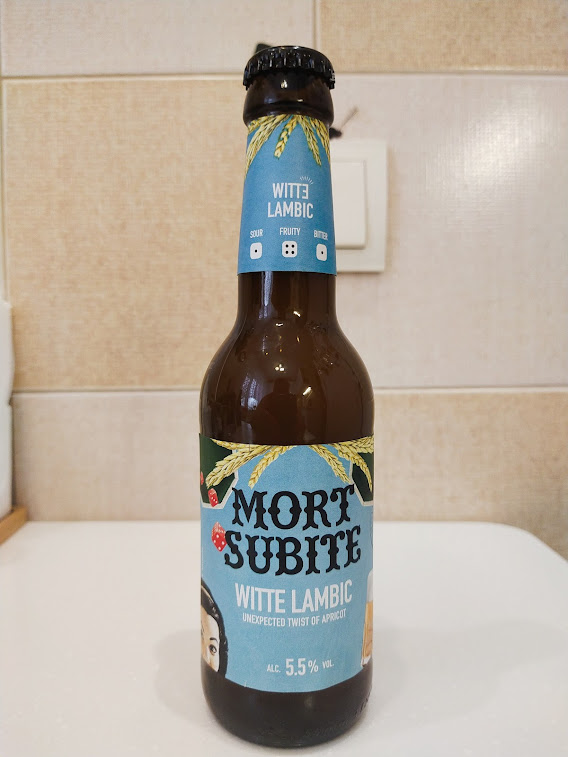 WITTE
LAMBIC
SOUR FRUITY BITTER
MORT
SUBITE
WITTE LAMBIC
UNEXPECTED TWIST OF APRICOT
ALC. 5.5% VOL.